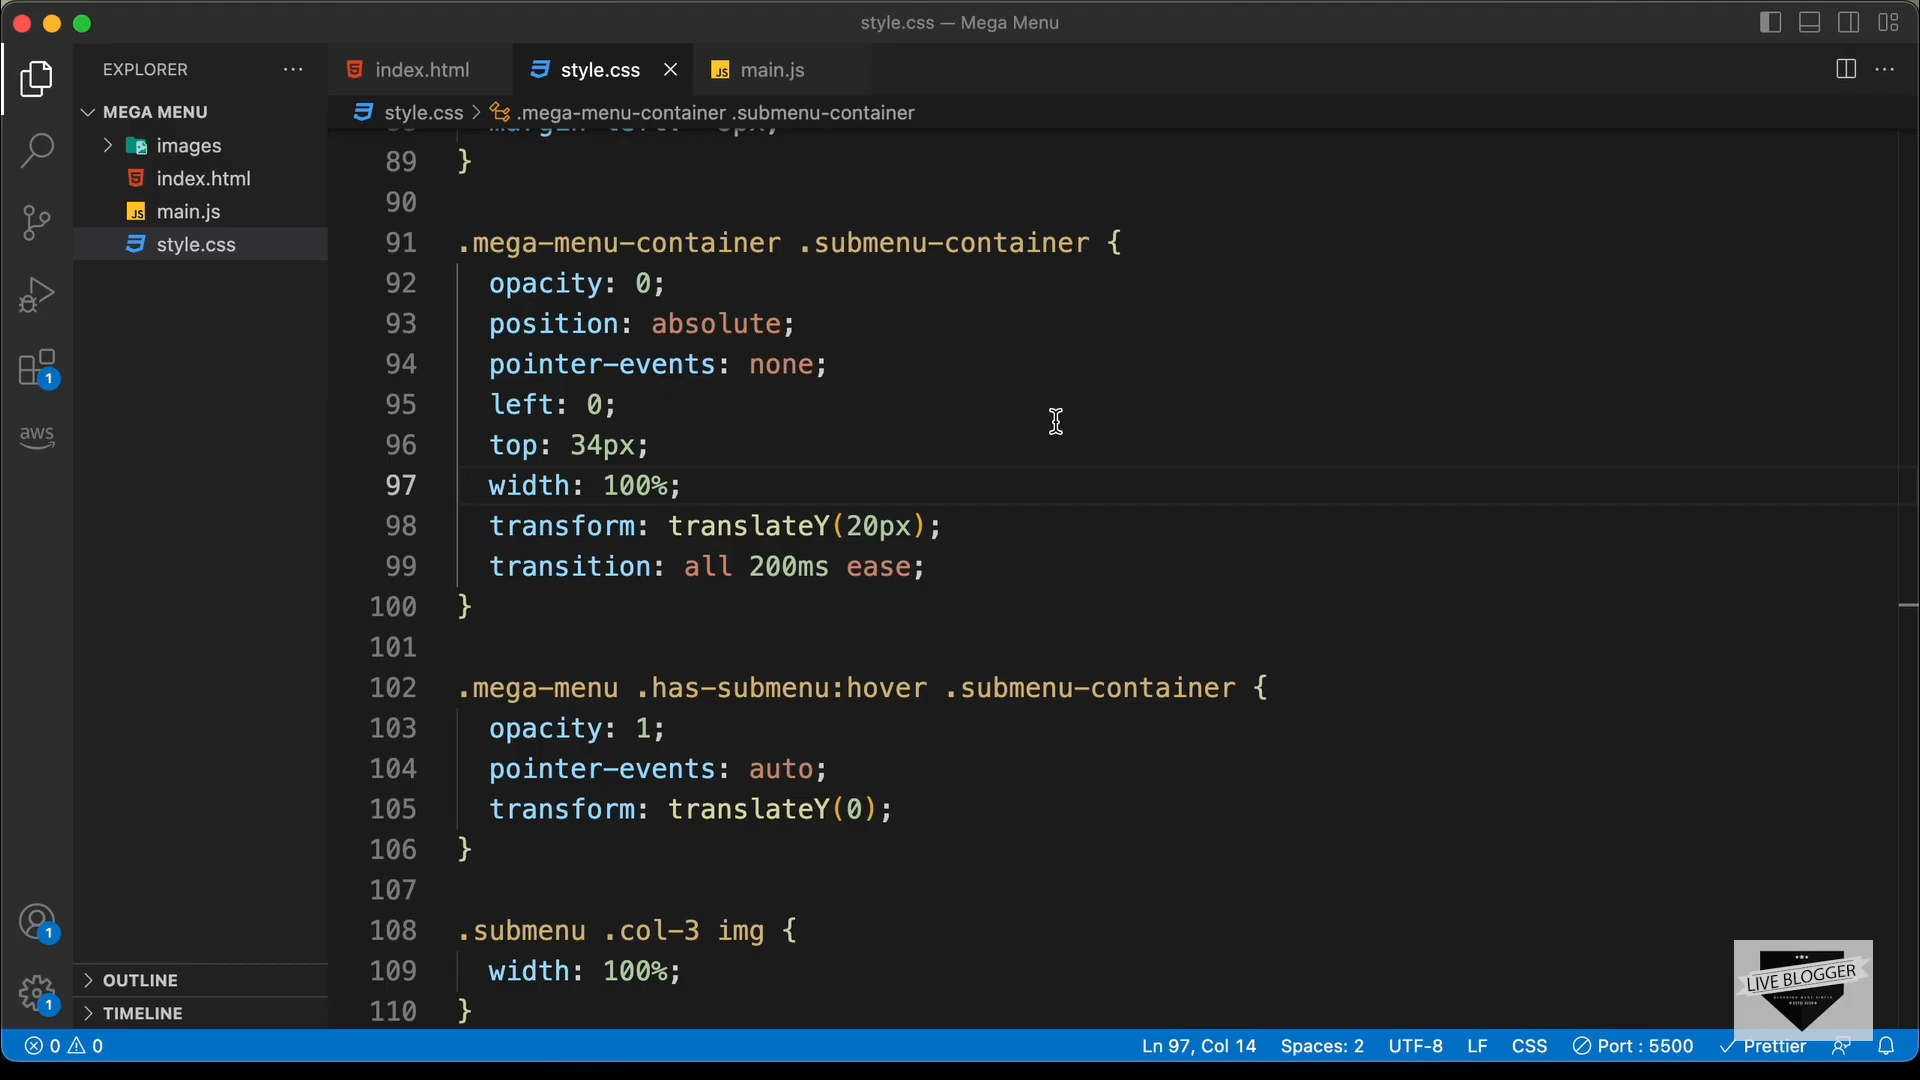 style.css — Mega Menu
EXPLORER
index.html
style.css
main.js
MEGA MENU
style.css > .mega-menu-container .submenu-container
images
index.html
main.js
style.css
89 }
90
91 .mega-menu-container .submenu-container {
92 opacity: 0;
93 position: absolute;
94 pointer-events: none;
95 left: 0;
96 top: 34px;
97 width: 100%;
98 transform: translateY(20px);
99 transition: all 200ms ease;
100 }
101
102 .mega-menu .has-submenu:hover .submenu-container {
103 opacity: 1;
104 pointer-events: auto;
105 transform: translateY(0);
106 }
107
108 .submenu .col-3 img {
109 width: 100%;
110 }
1
aws
1
1
OUTLINE
TIMELINE
LIVE BLOGGER
0 0
Ln 97, Col 14 Spaces: 2 UTF-8 LF CSS Port : 5500 Prettier